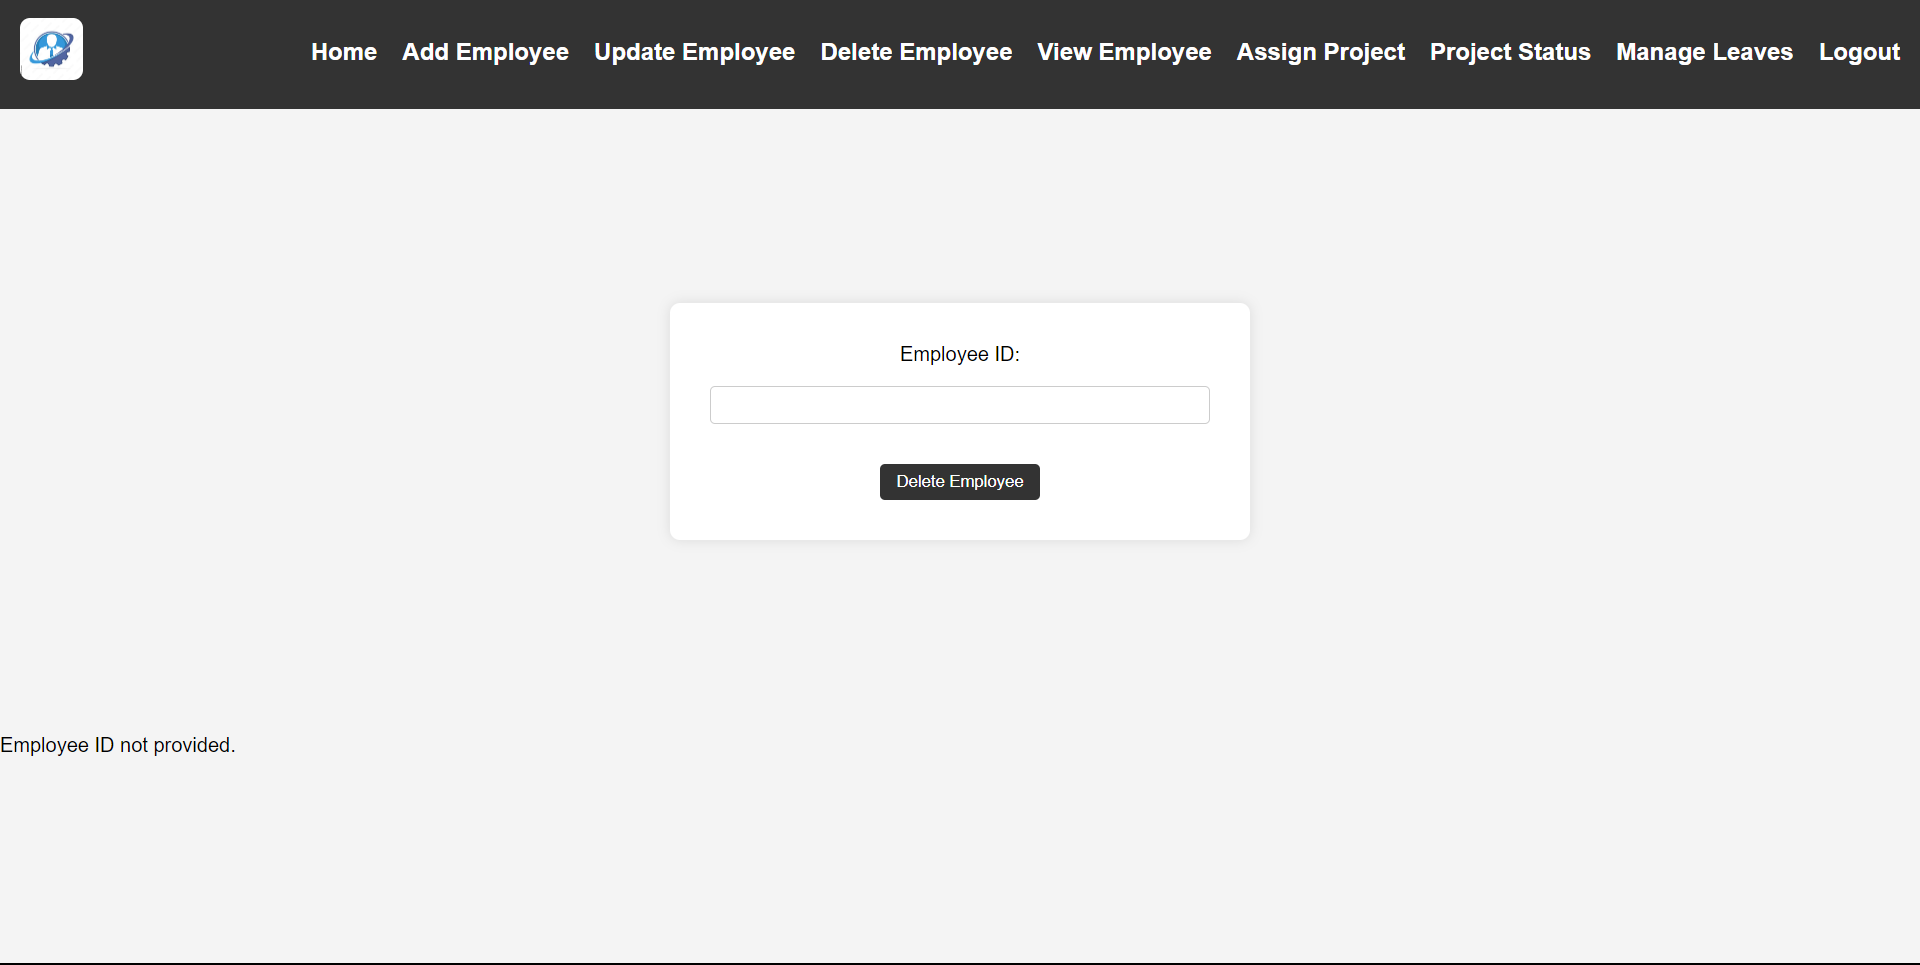 Home Add Employee Update Employee Delete Employee View Employee Assign Project Project Status Manage Leaves Logout
Employee ID:
Delete Employee
Employee ID not provided.